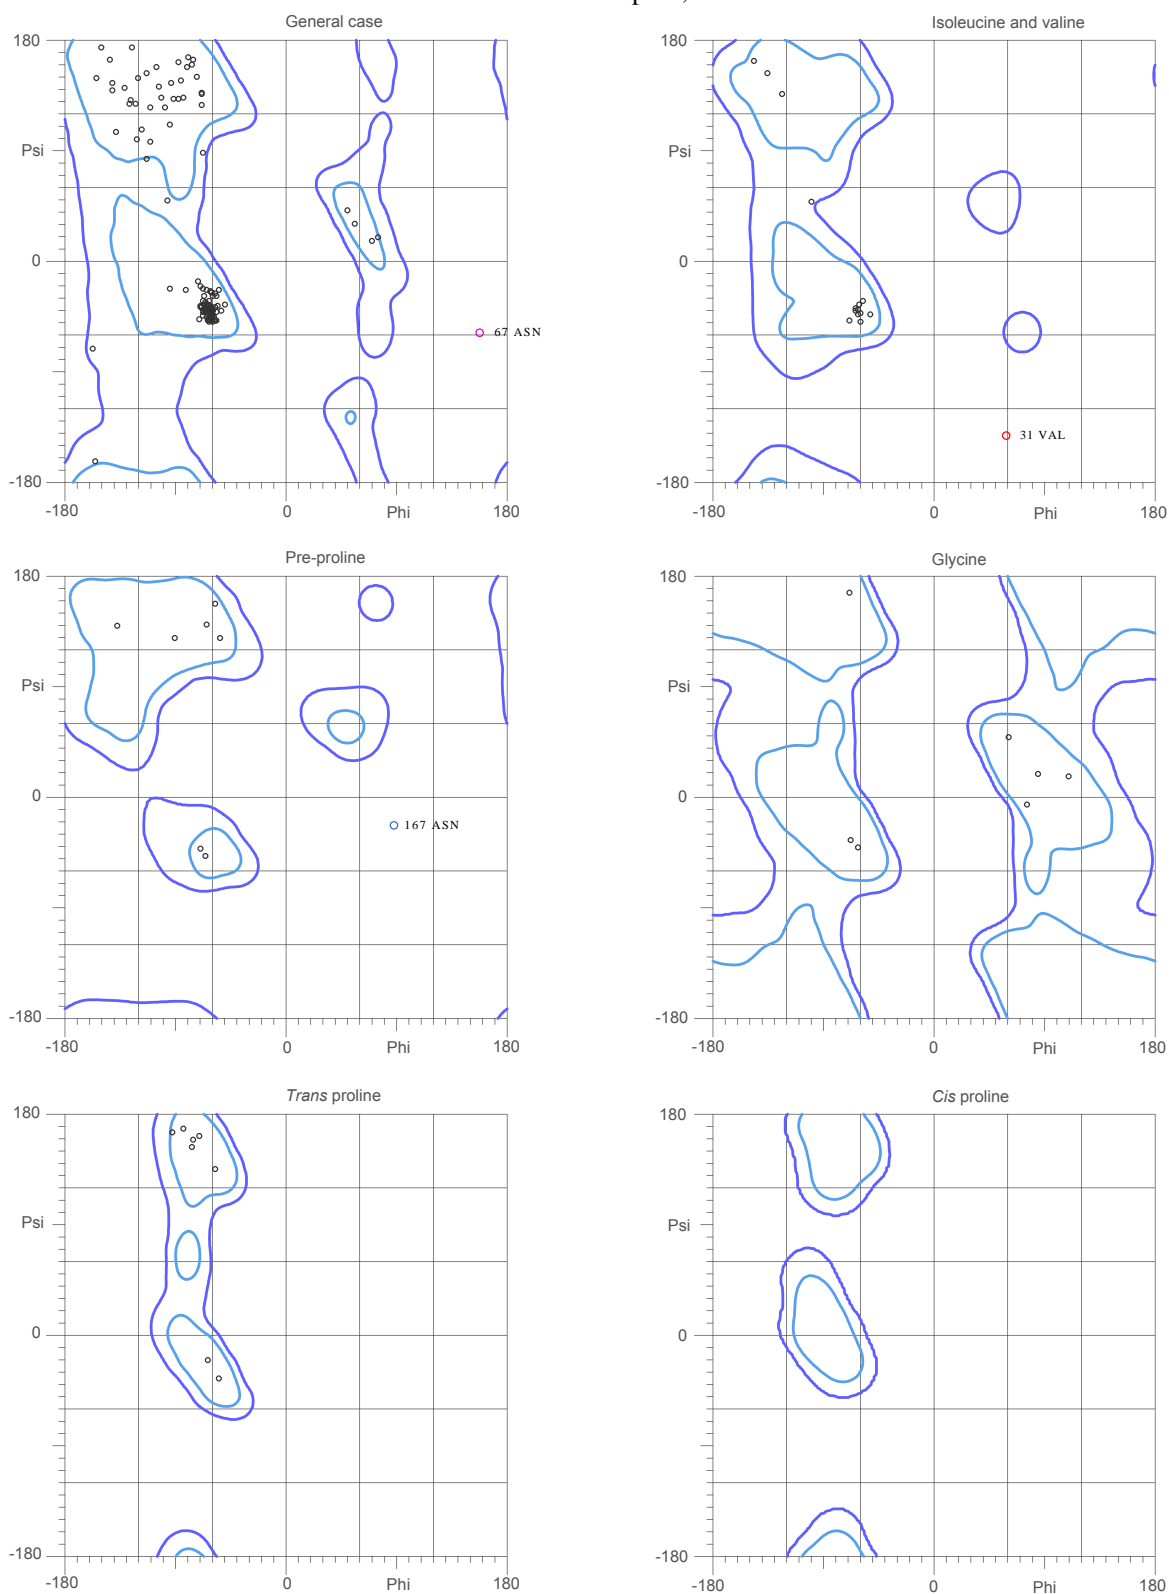 General case
180
Psi
0
-180
-180
0
Phi
180
67 ASN
Isoleucine and valine
180
Psi
0
-180
-180
0
Phi
180
31 VAL
Pre-proline
180
Psi
0
-180
-180
0
Phi
180
167 ASN
Glycine
180
Psi
0
-180
-180
0
Phi
180
Trans proline
180
Psi
0
-180
-180
0
Phi
180
Cis proline
180
Psi
0
-180
-180
0
Phi
180